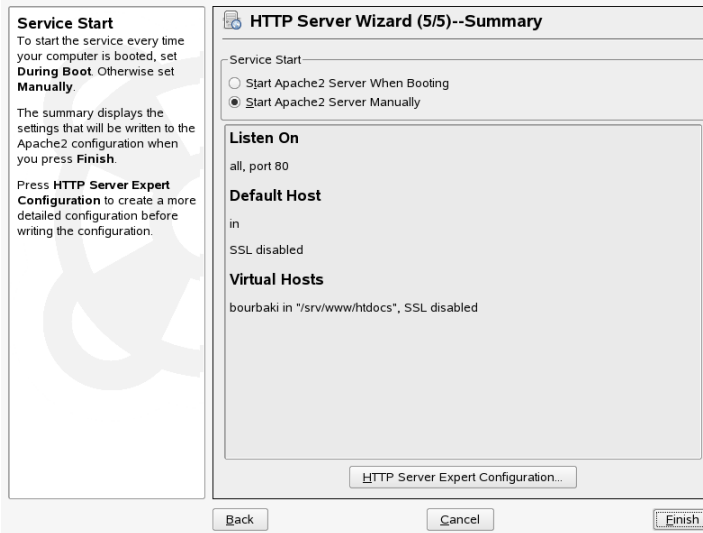 Service Start
To start the service every time
your computer is booted, set
During Boot. Otherwise set
Manually.
The summary displays the
settings that will be written to the
Apache2 configuration when
you press Finish.
Press HTTP Server Expert
Configuration to create a more
detailed configuration before
writing the configuration.
HTTP Server Wizard (5/5)--Summary
Service Start
Start Apache2 Server When Booting
Start Apache2 Server Manually
Listen On
all, port 80
Default Host
in
SSL disabled
Virtual Hosts
bourbaki in "/srv/www/htdocs", SSL disabled
HTTP Server Expert Configuration...
Back
Cancel
Finish